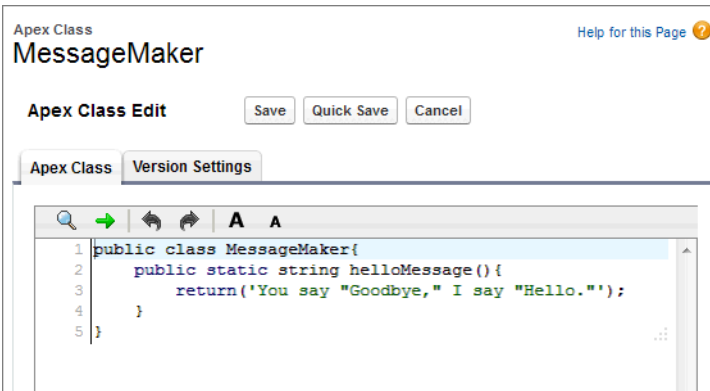 Apex Class
Help for this Page ?
MessageMaker
Apex Class Edit Save Quick Save Cancel
Apex Class Version Settings
A A
1 public class MessageMaker{
2 public static string helloMessage(){
3 return('You say "Goodbye," I say "Hello."');
4 }
5 }